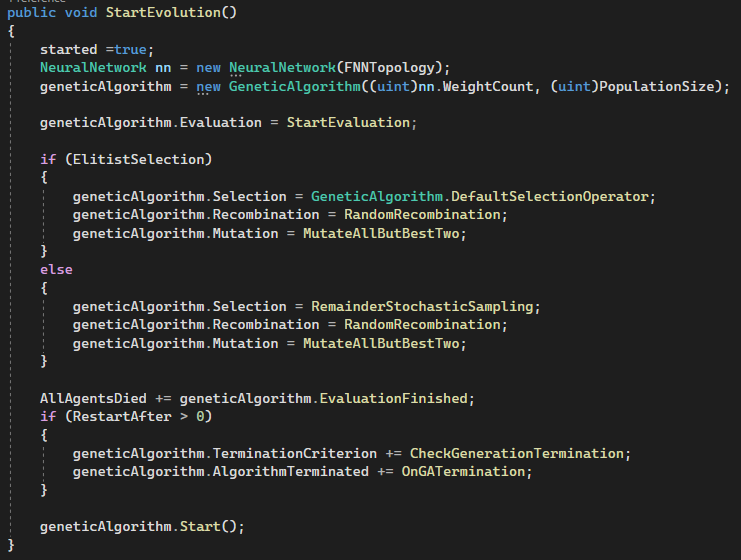 1 reference
public void StartEvolution()
{
    started =true;
    NeuralNetwork nn = new NeuralNetwork(FNNTopology);
    geneticAlgorithm = new GeneticAlgorithm((uint)nn.WeightCount, (uint)PopulationSize);

    geneticAlgorithm.Evaluation = StartEvaluation;

    if (ElitistSelection)
    {
        geneticAlgorithm.Selection = GeneticAlgorithm.DefaultSelectionOperator;
        geneticAlgorithm.Recombination = RandomRecombination;
        geneticAlgorithm.Mutation = MutateAllButBestTwo;
    }
    else
    {
        geneticAlgorithm.Selection = RemainderStochasticSampling;
        geneticAlgorithm.Recombination = RandomRecombination;
        geneticAlgorithm.Mutation = MutateAllButBestTwo;
    }

    AllAgentsDied += geneticAlgorithm.EvaluationFinished;
    if (RestartAfter > 0)
    {
        geneticAlgorithm.TerminationCriterion += CheckGenerationTermination;
        geneticAlgorithm.AlgorithmTerminated += OnGATermination;
    }

    geneticAlgorithm.Start();
}